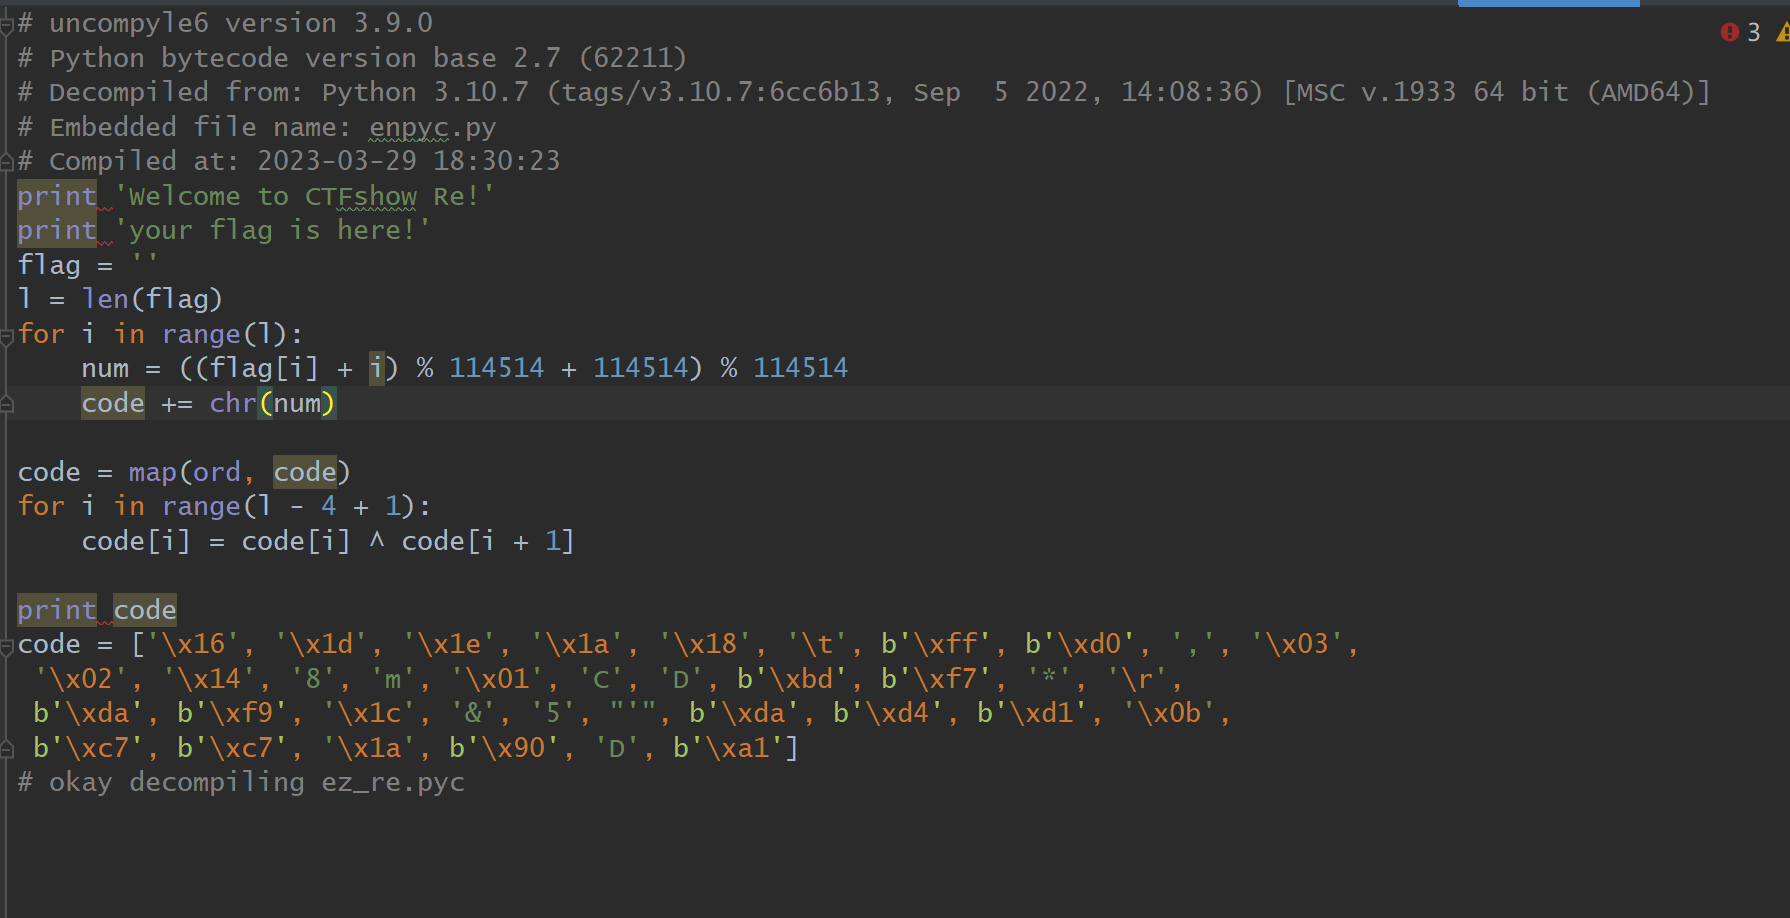 # uncompyle6 version 3.9.0
3
# Python bytecode version base 2.7 (62211)
# Decompiled from: Python 3.10.7 (tags/v3.10.7:6cc6b13, Sep  5 2022, 14:08:36) [MSC v.1933 64 bit (AMD64)]
# Embedded file name: enpyc.py
# Compiled at: 2023-03-29 18:30:23
print 'Welcome to CTFshow Re!'
print 'your flag is here!'
flag = ''
l = len(flag)
for i in range(l):
    num = ((flag[i] + i) % 114514 + 114514) % 114514
    code += chr(num)
code = map(ord, code)
for i in range(l - 4 + 1):
    code[i] = code[i] ^ code[i + 1]
print code
code = ['\x16', '\x1d', '\x1e', '\x1a', '\x18', '\t', b'\xff', b'\xd0', ',', '\x03',
 '\x02', '\x14', '8', 'm', '\x01', 'C', 'D', b'\xbd', b'\xf7', '*', '\r',
 b'\xda', b'\xf9', '\x1c', '&', '5', "'", b'\xda', b'\xd4', b'\xd1', '\x0b',
 b'\xc7', b'\xc7', '\x1a', b'\x90', 'D', b'\xa1']
# okay decompiling ez_re.pyc